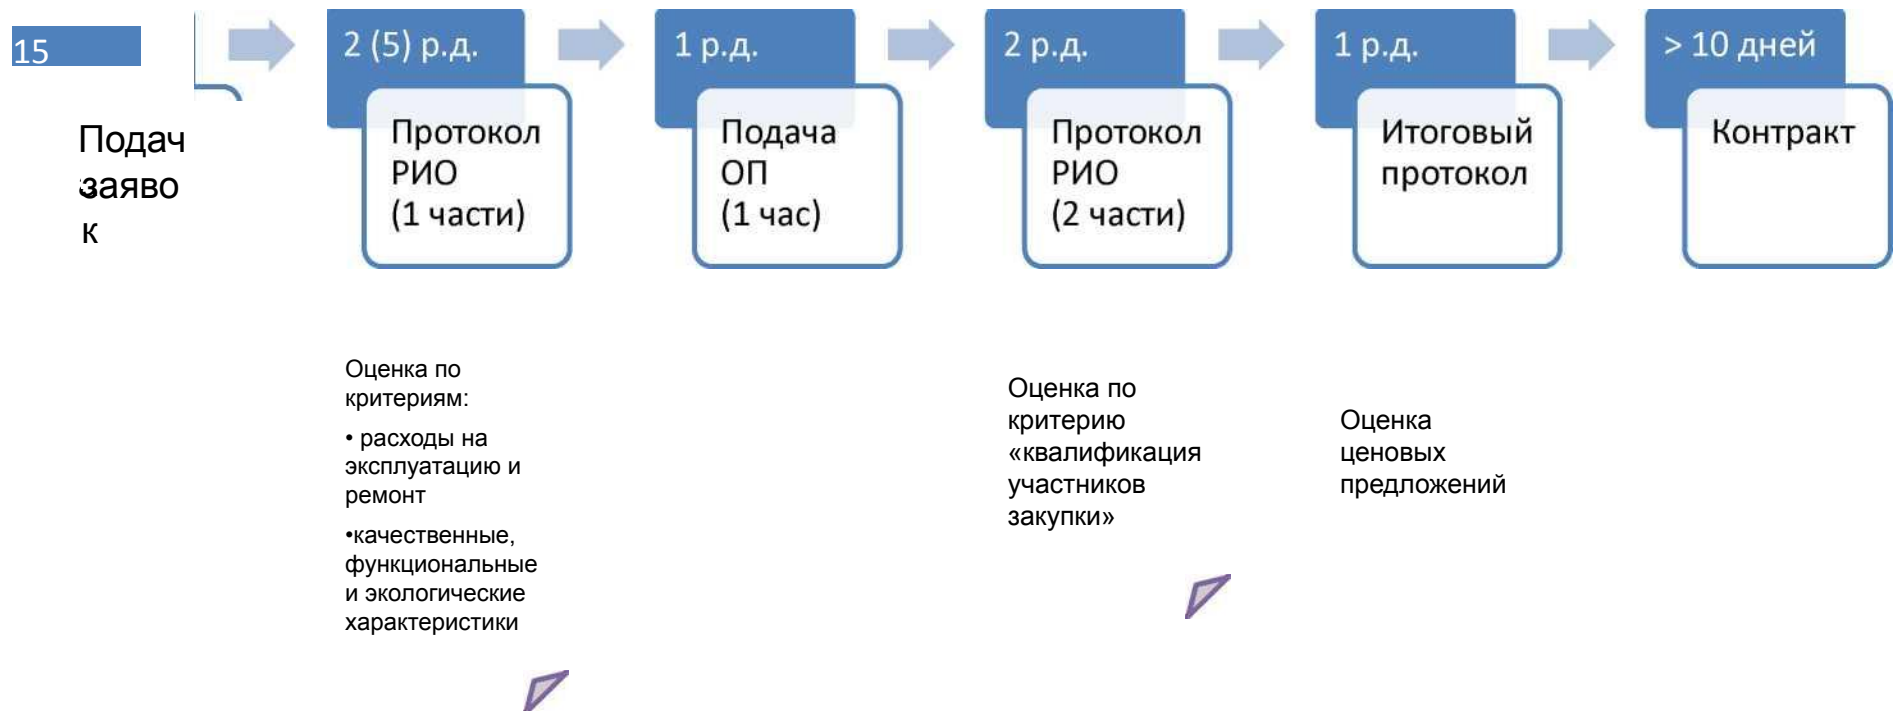 15
Подач
заяво
к
2 (5) р.д.
Протокол
РИО
(1 части)
1 р.д.
Подача
ОП
(1 час)
2 р.д.
Протокол
РИО
(2 части)
1 р.д.
Итоговый
протокол
> 10 дней
Контракт
Оценка по
критериям:
• расходы на
эксплуатацию и
ремонт
•качественные,
функциональные
и экологические
характеристики
Оценка по
критерию
«квалификация
участников
закупки»
Оценка
ценовых
предложений